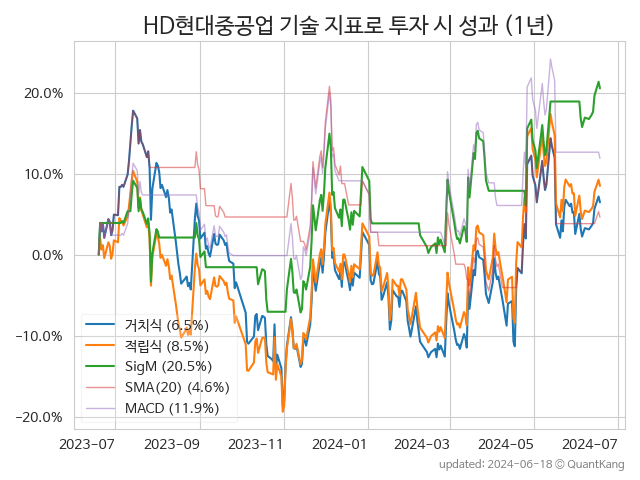 HD현대중공업 기술 지표로 투자 시 성과 (1년)
20.0%
10.0%
0.0%
−10.0%
−20.0%
거치식 (6.5%)
적립식 (8.5%)
SigM (20.5%)
SMA(20) (4.6%)
MACD (11.9%)
2023-07 2023-09 2023-11 2024-01 2024-03 2024-05 2024-07
updated: 2024-06-18 © QuantKang